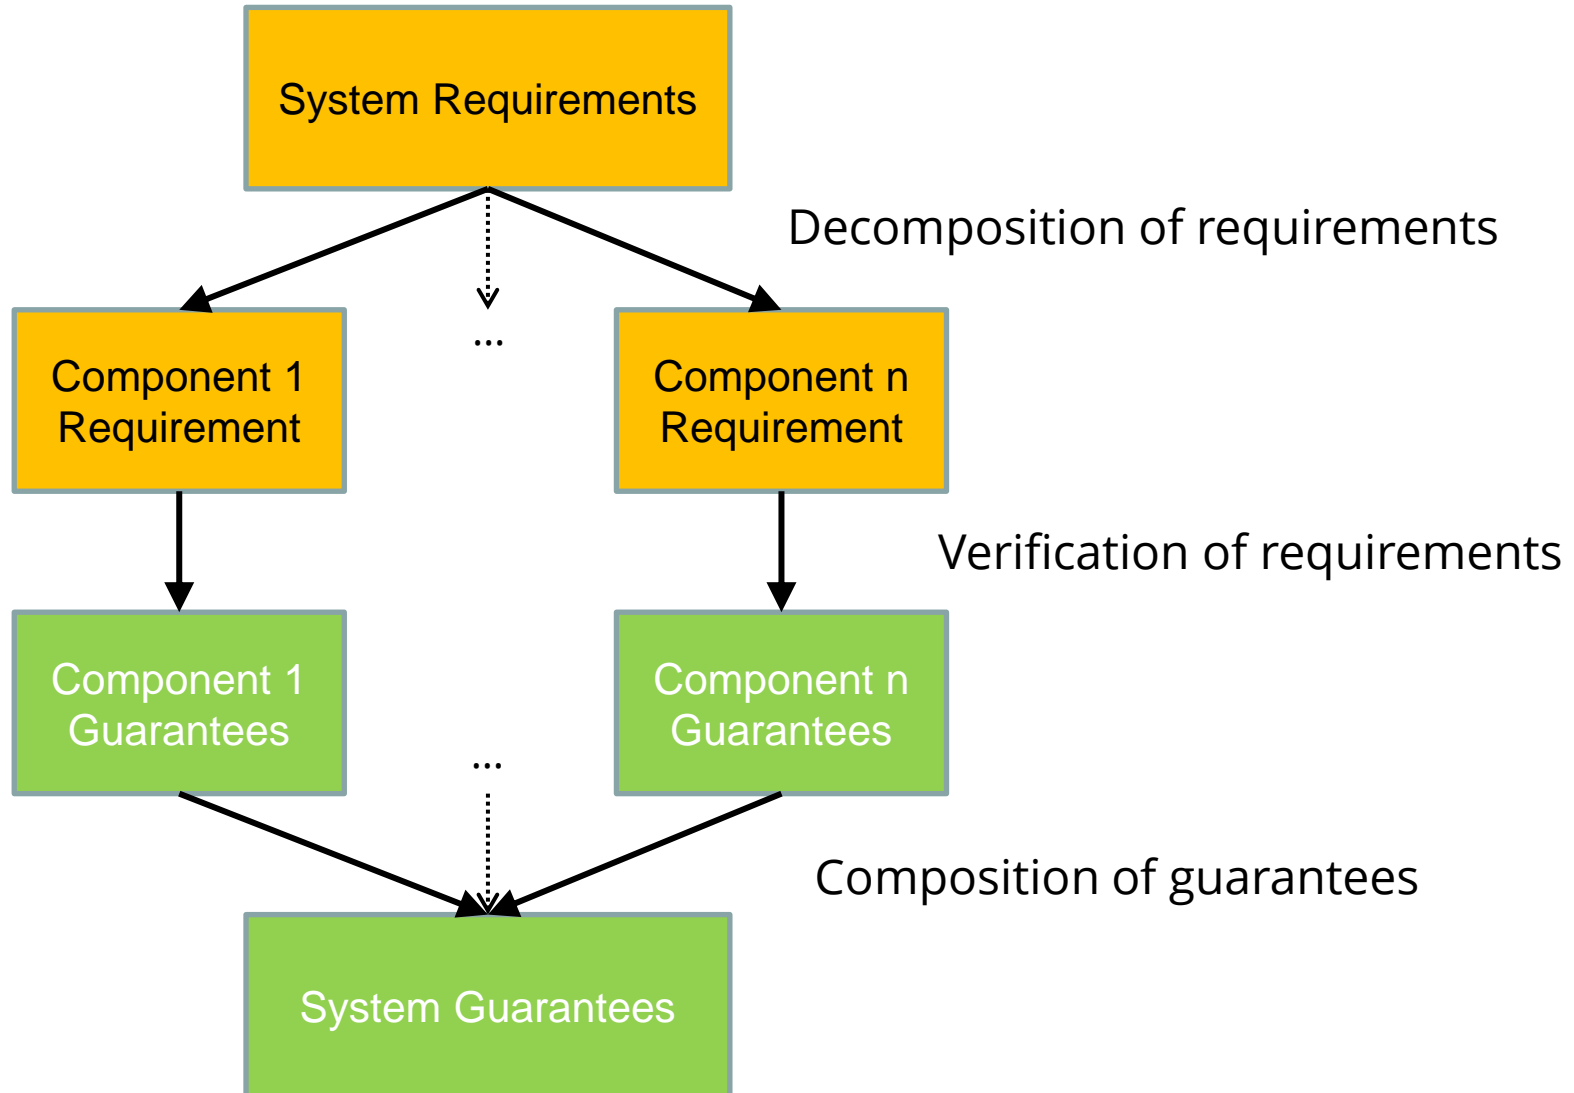 System Requirements
Decomposition of requirements
...
Component 1
Requirement
Component n
Requirement
Verification of requirements
Component 1
Guarantees
Component n
Guarantees
...
Composition of guarantees
System Guarantees